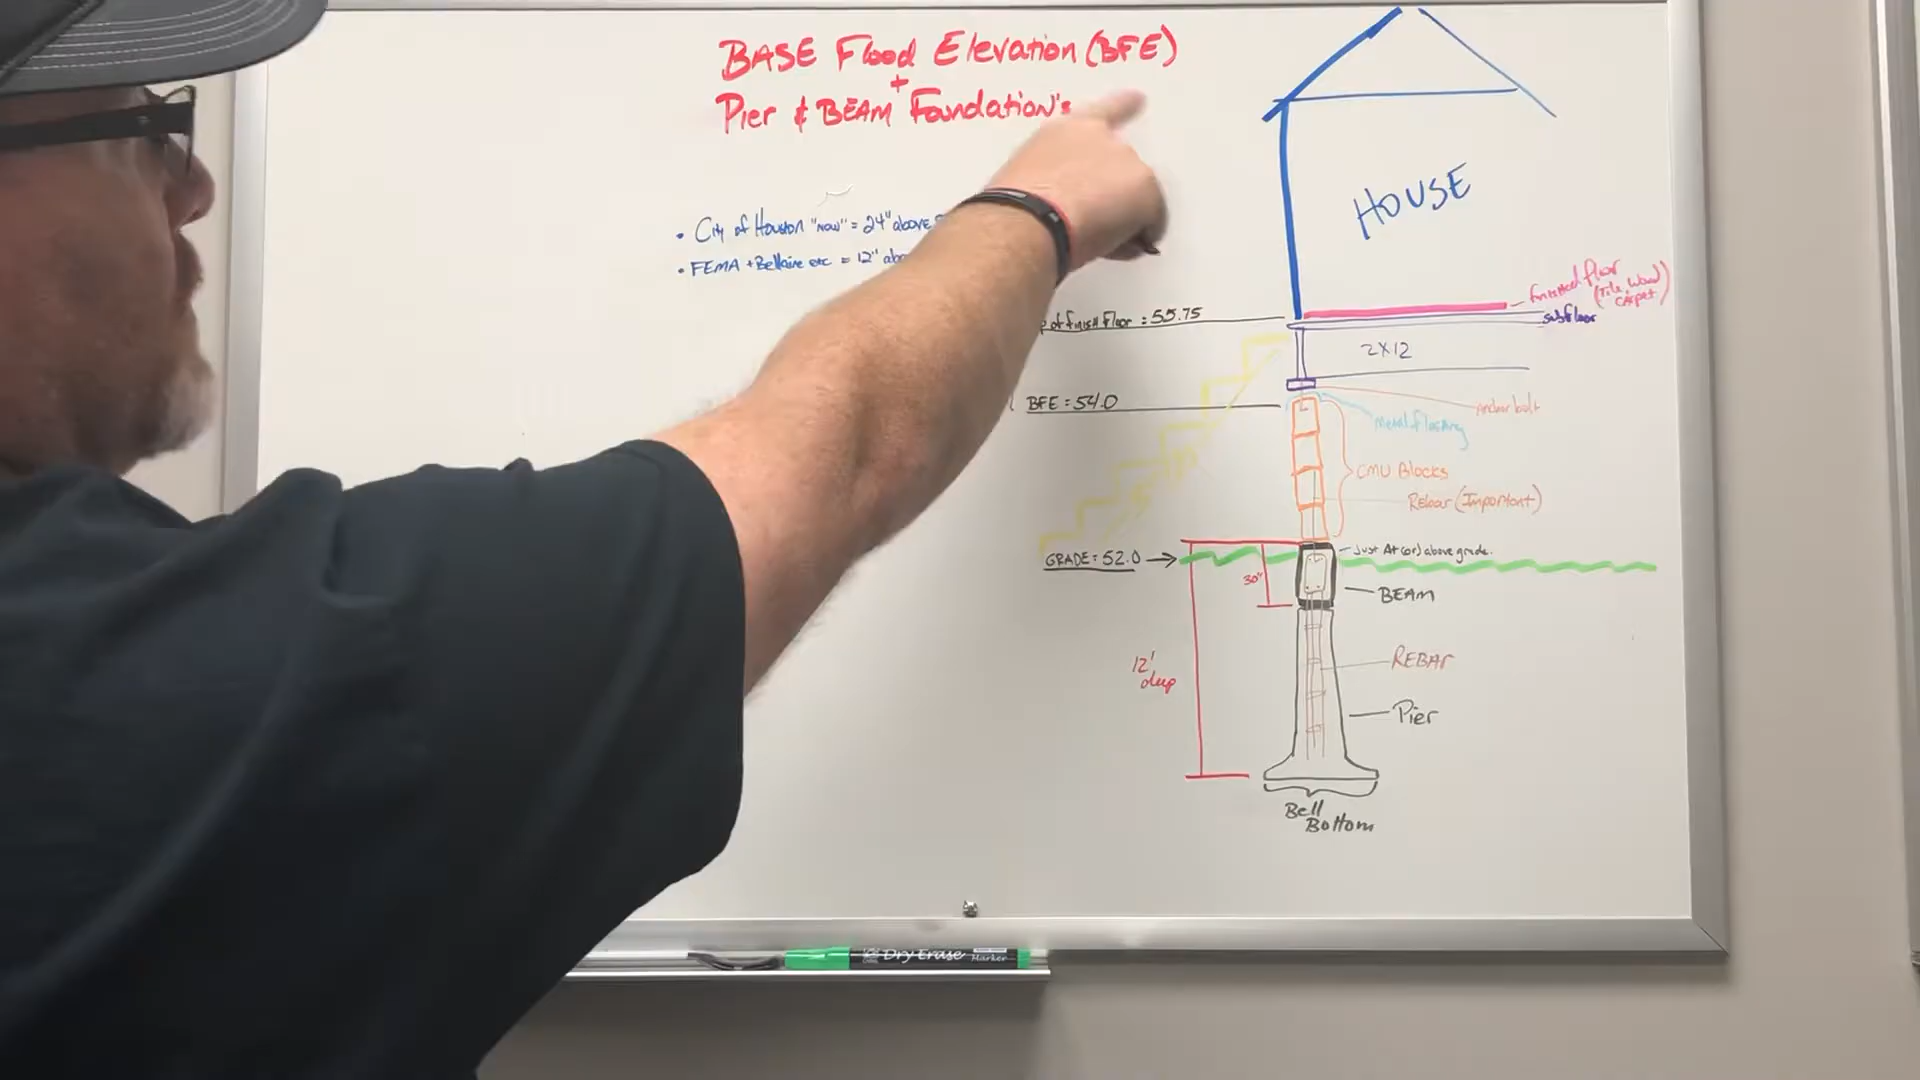 BASE Flood Elevation (BFE)
+
Pier & BEAM Foundation's
• City of Houston "now" = 24" above
• FEMA + Bellaire etc = 12" abo
HOUSE
finished floor
(Tile, Wood
Carpet)
subfloor
p of finish Floor : 55.75
2X12
BFE = 54.0
Anchor bolt
Metal Flashing
CMU Blocks
Rebar (Important)
GRADE = 52.0
Just At (or) above grade.
30"
BEAM
12'
deep
REBAR
Pier
Bell
Bottom
Dry Erase
Marker